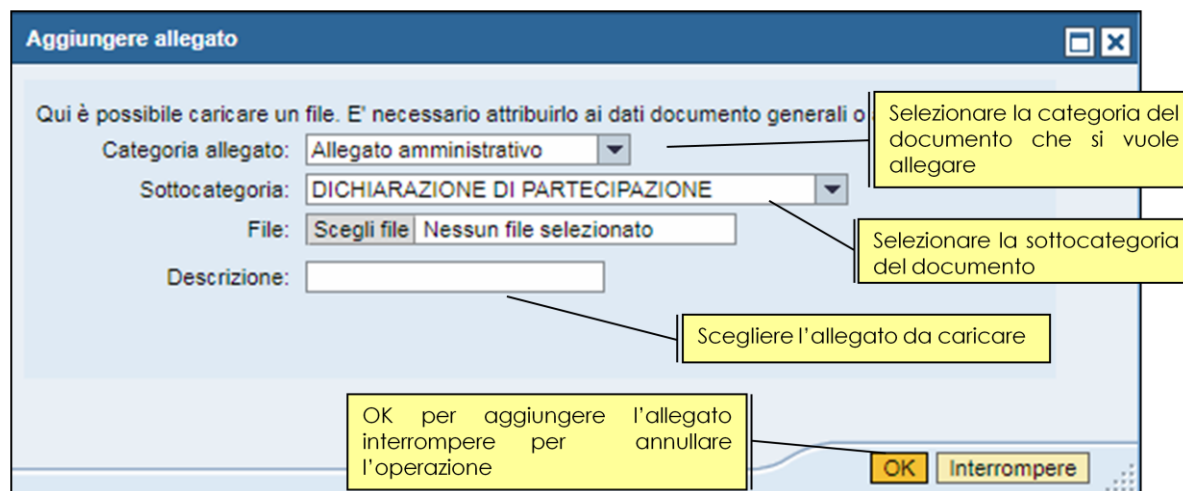 Aggiungere allegato
Qui è possibile caricare un file. E' necessario attribuirlo ai dati documento generali o
Selezionare la categoria del
documento che si vuole
allegare
Categoria allegato: Allegato amministrativo
Sottocategoria: DICHIARAZIONE DI PARTECIPAZIONE
File: Scegli file Nessun file selezionato
Selezionare la sottocategoria
del documento
Descrizione:
Scegliere l'allegato da caricare
OK per aggiungere l'allegato
interrompere per annullare
l'operazione
OK Interrompere